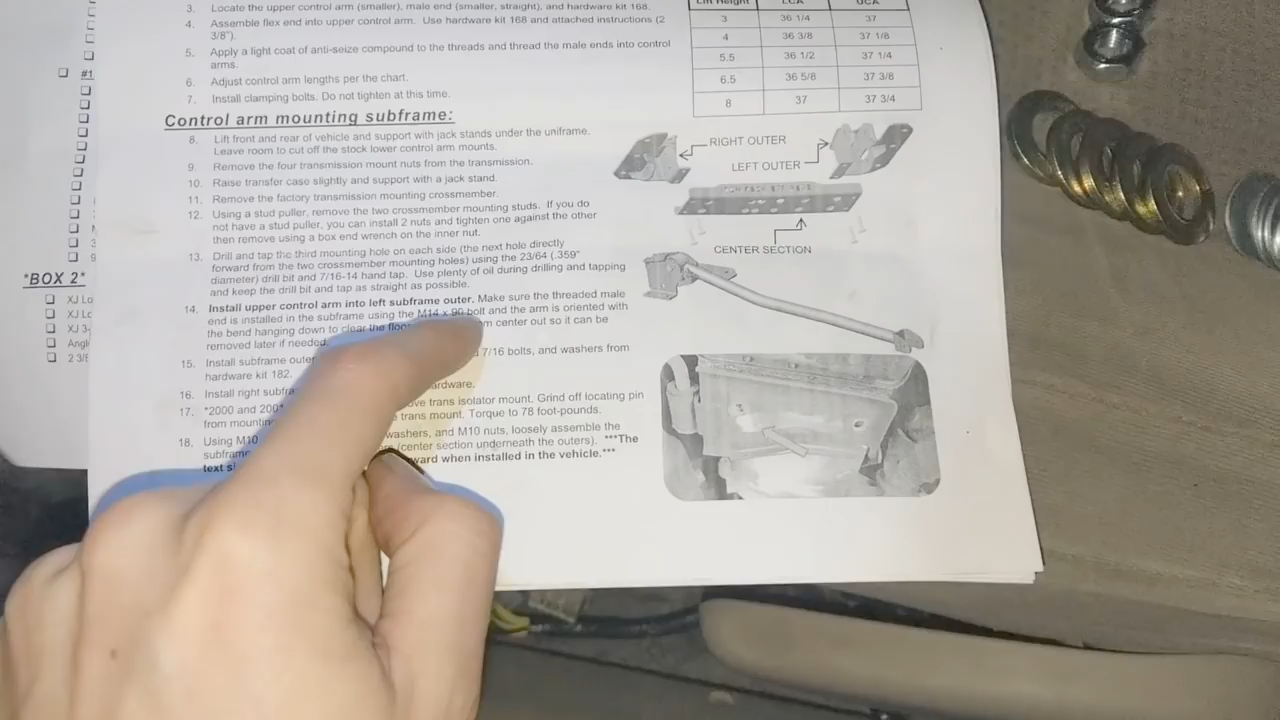 3. Locate the upper control arm (smaller), male end (smaller, straight), and hardware kit 168.
4. Assemble flex end into upper control arm. Use hardware kit 168 and attached instructions (2
3/8").
5. Apply a light coat of anti-seize compound to the threads and thread the male ends into control
arms.
6. Adjust control arm lengths per the chart.
7. Install clamping bolts. Do not tighten at this time.
Lift Height LCA UCA
3 36 1/4 37
4 36 3/8 37 1/8
5.5 36 1/2 37 1/4
6.5 36 5/8 37 3/8
8 37 37 3/4
Control arm mounting subframe:
8. Lift front and rear of vehicle and support with jack stands under the uniframe.
Leave room to cut off the stock lower control arm mounts.
9. Remove the four transmission mount nuts from the transmission.
10. Raise transfer case slightly and support with a jack stand.
11. Remove the factory transmission mounting crossmember.
12. Using a stud puller, remove the two crossmember mounting studs. If you do
not have a stud puller, you can install 2 nuts and tighten one against the other
then remove using a box end wrench on the inner nut.
13. Drill and tap the third mounting hole on each side (the next hole directly
forward from the two crossmember mounting holes) using the 23/64 (.359"
diameter) drill bit and 7/16-14 hand tap. Use plenty of oil during drilling and tapping
and keep the drill bit and tap as straight as possible.
14. Install upper control arm into left subframe outer. Make sure the threaded male
end is installed in the subframe using the M14 x 90 bolt and the arm is oriented with
the bend hanging down to clear the floor center out so it can be
removed later if needed.
15. Install subframe outer 7/16 bolts, and washers from
hardware kit 182.
16. Install right subfra ardware.
17. *2000 and 200 ve trans isolator mount. Grind off locating pin
from mountin trans mount. Torque to 78 foot-pounds.
18. Using M10 washers, and M10 nuts, loosely assemble the
subframe (center section underneath the outers). ***The
text si ward when installed in the vehicle.***
RIGHT OUTER
LEFT OUTER
CENTER SECTION
#1
*BOX 2*
XJ Lo
XJ Lo
XJ 3-
Angl
2 3/8